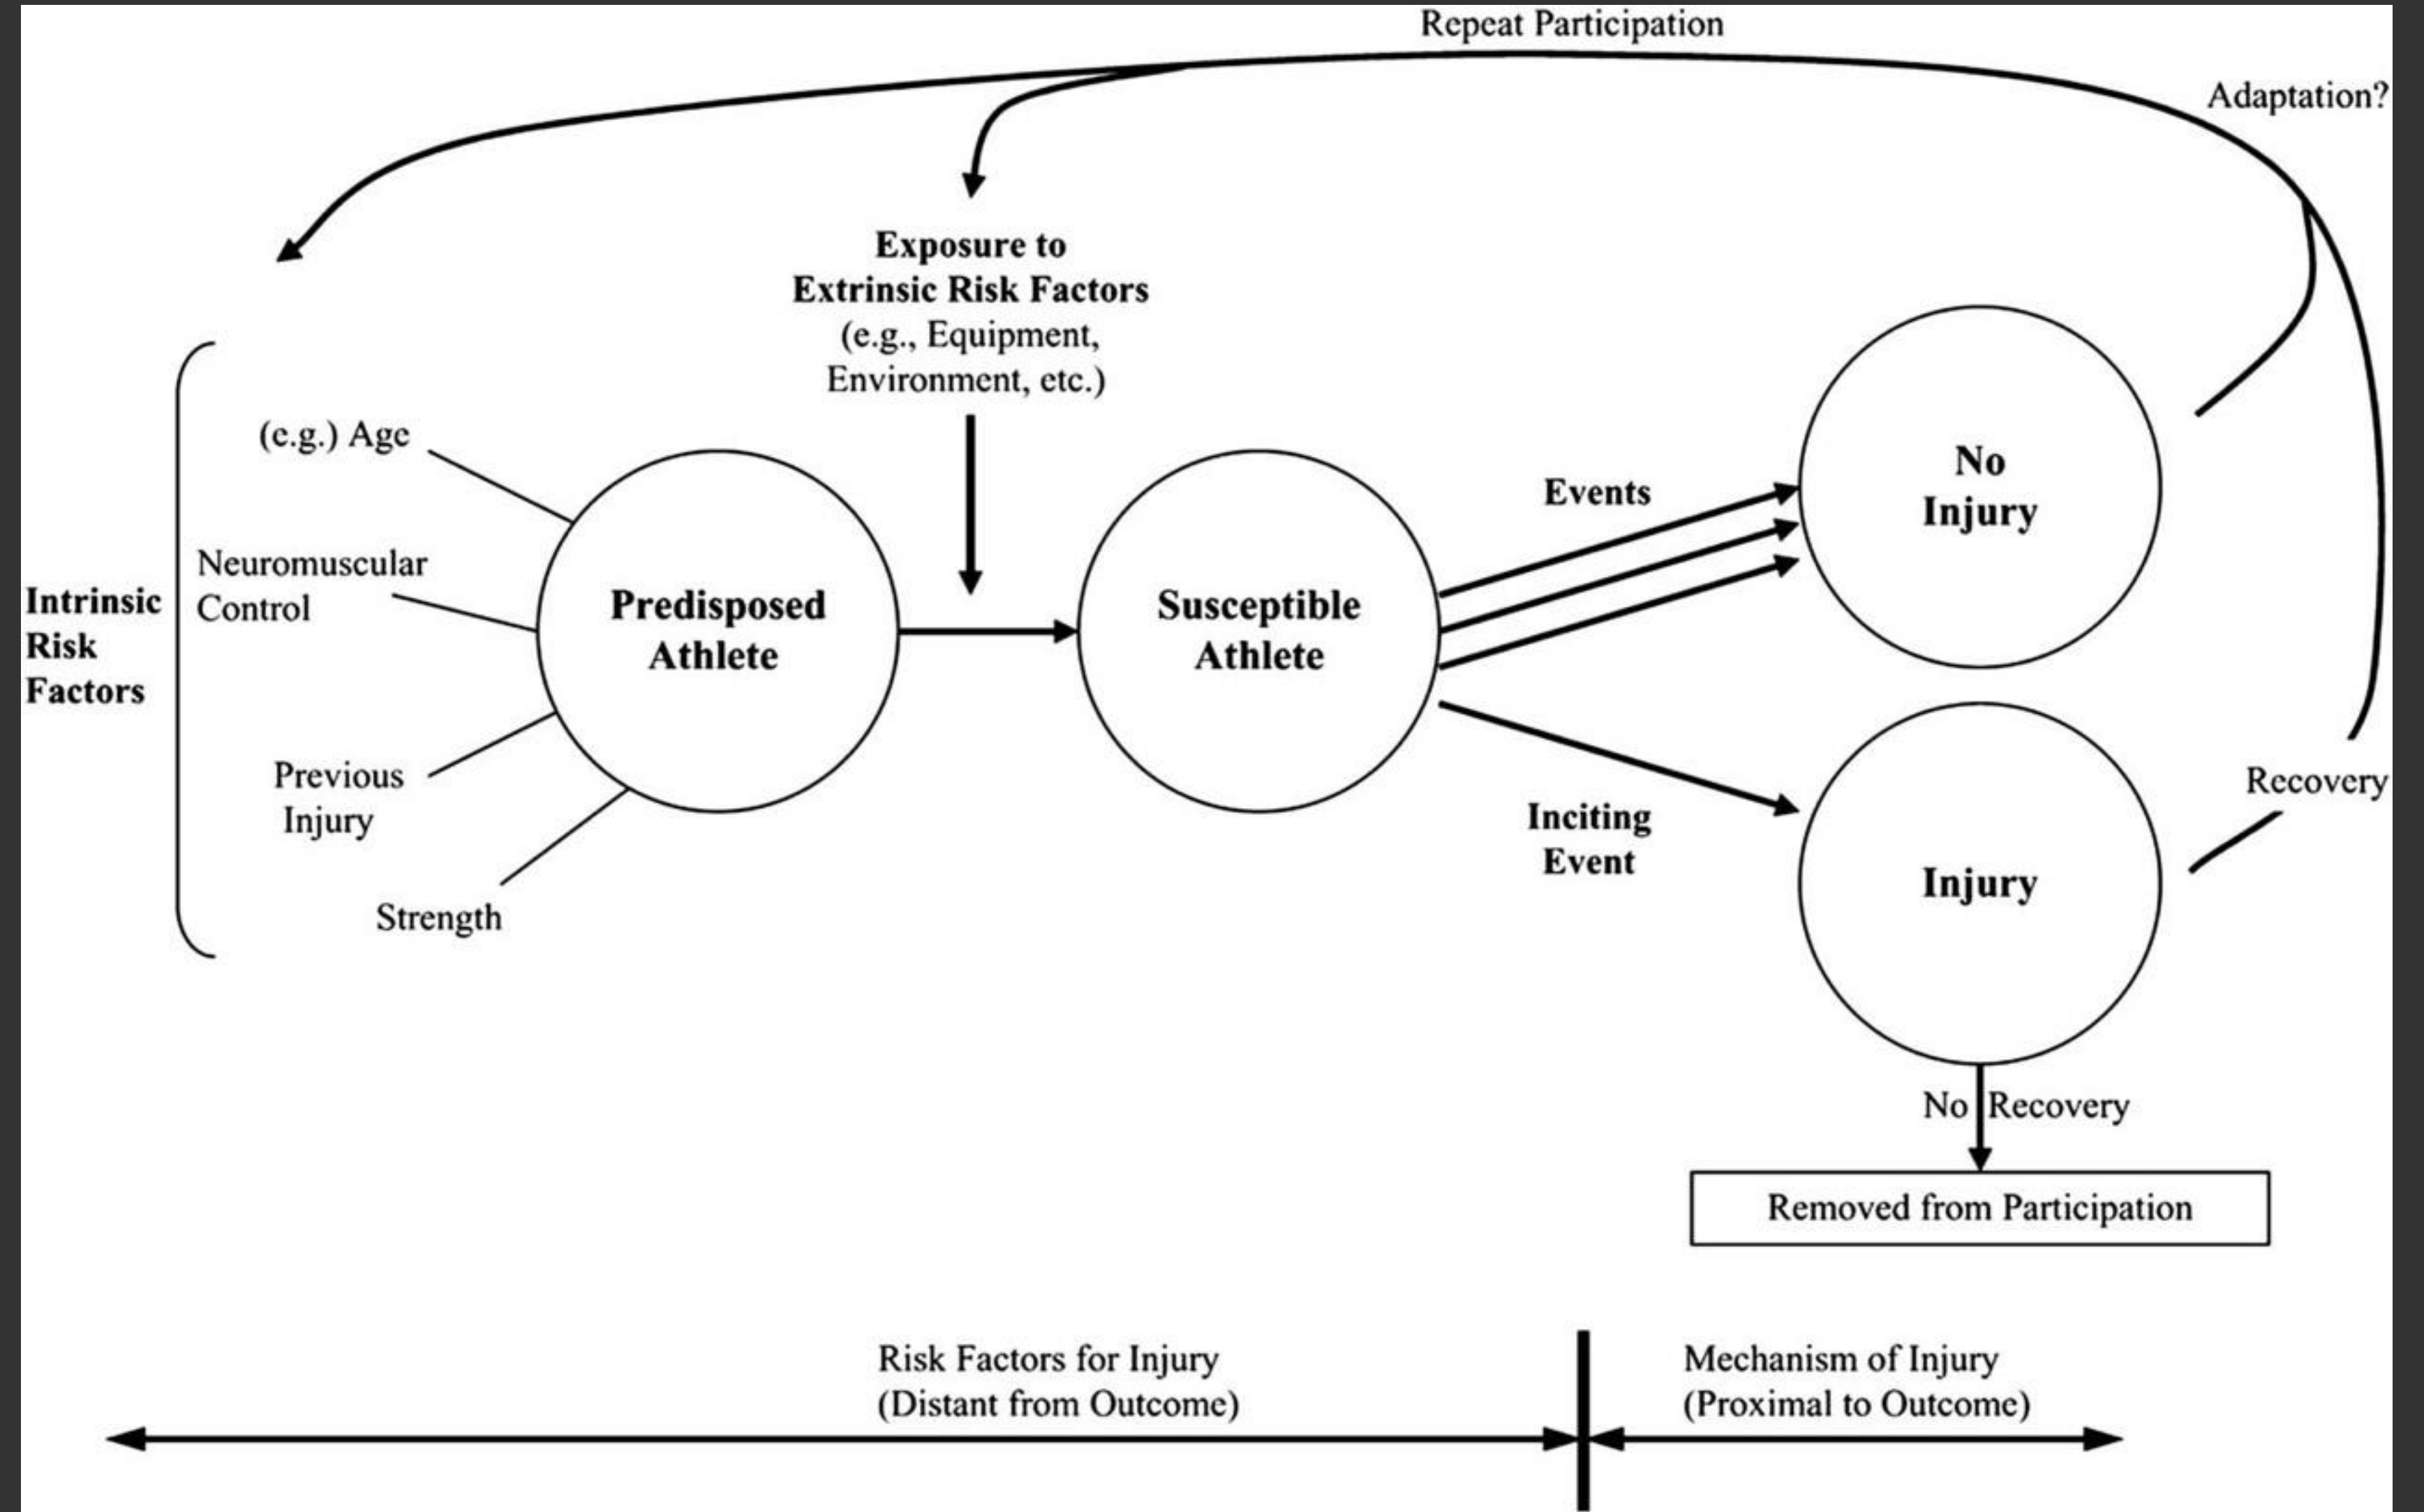 Repeat Participation
Adaptation?
Exposure to
Extrinsic Risk Factors
(e.g., Equipment,
Environment, etc.)
(e.g.) Age
Neuromuscular
Control
Intrinsic
Risk
Factors
Previous
Injury
Strength
Predisposed
Athlete
Susceptible
Athlete
Events
No
Injury
Inciting
Event
Injury
Recovery
No Recovery
Removed from Participation
Risk Factors for Injury
(Distant from Outcome)
Mechanism of Injury
(Proximal to Outcome)